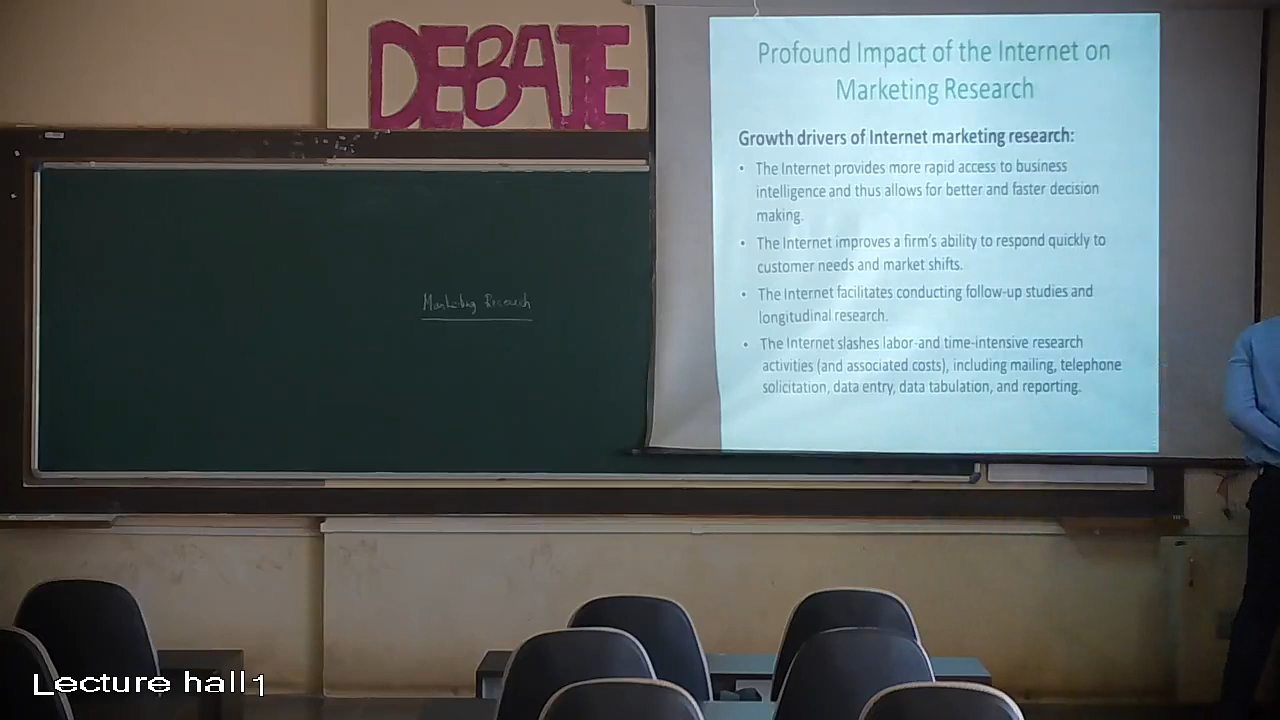 DEBATE
Profound Impact of the Internet on
Marketing Research
Growth drivers of Internet marketing research:
• The Internet provides more rapid access to business
intelligence and thus allows for better and faster decision
making.
• The Internet improves a firm's ability to respond quickly to
customer needs and market shifts.
• The Internet facilitates conducting follow-up studies and
longitudinal research.
• The Internet slashes labor-and time-intensive research
activities (and associated costs), including mailing, telephone
solicitation, data entry, data tabulation, and reporting.
Marketing Research
Lecture hall1